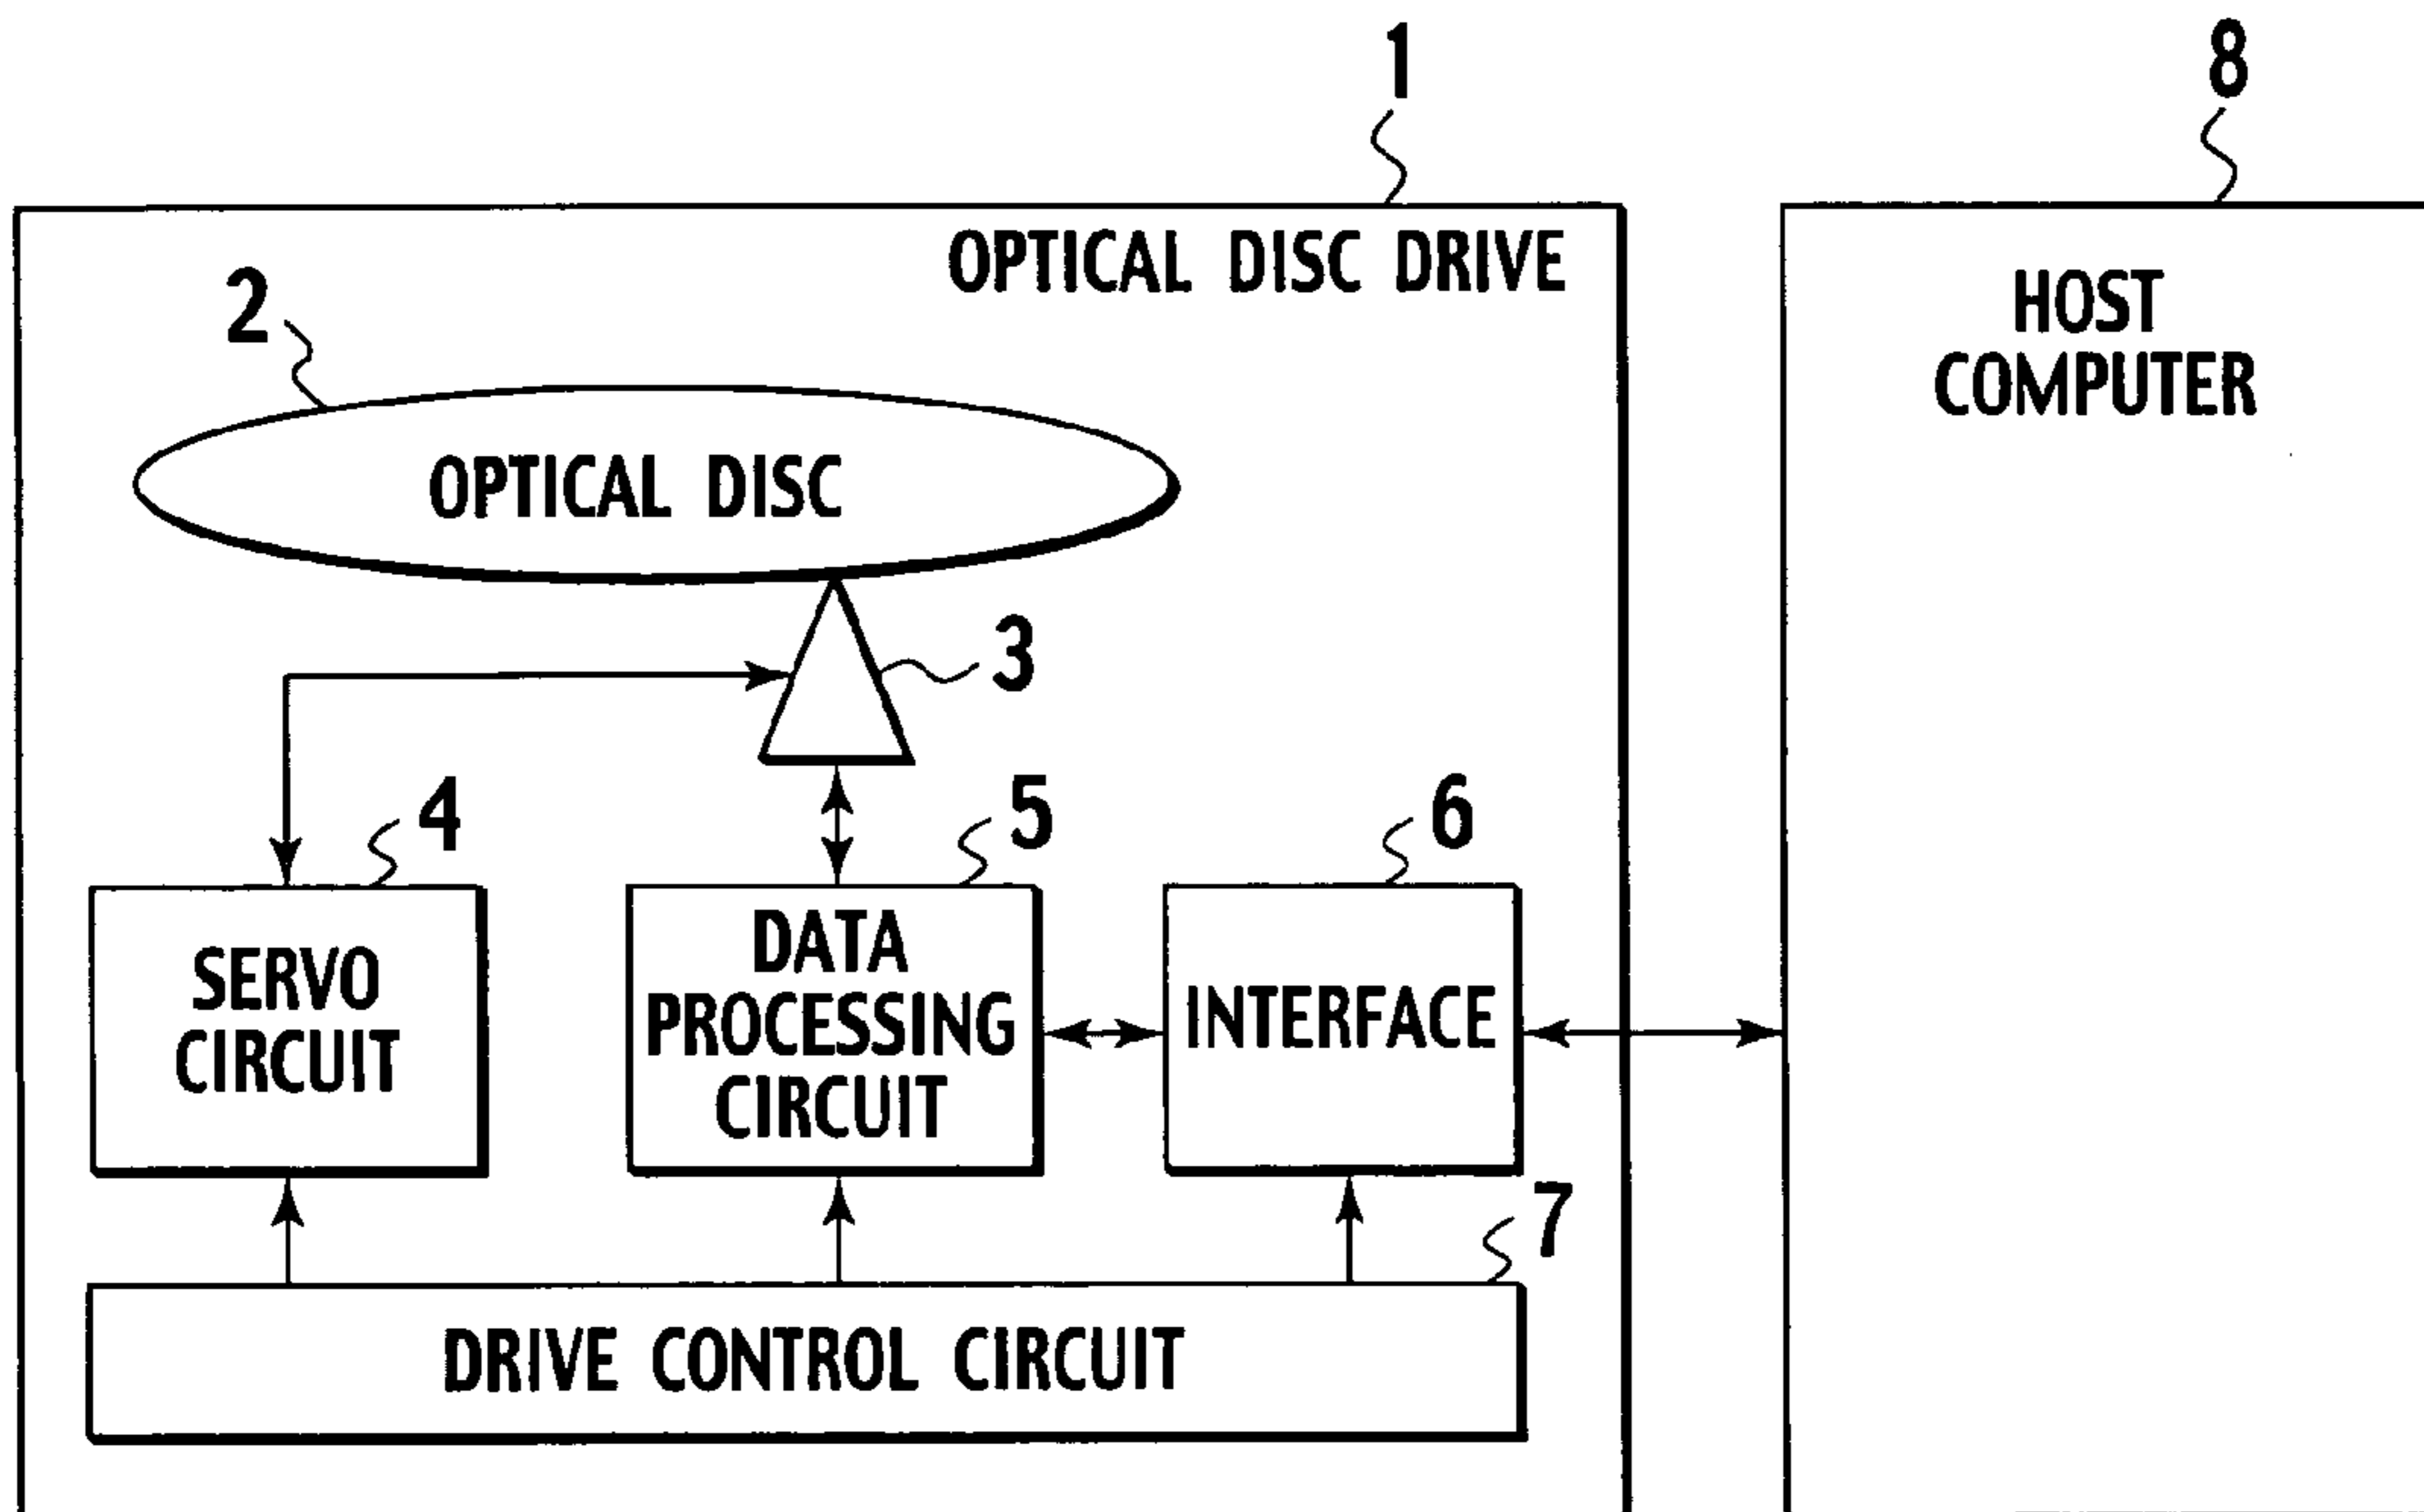 1
8
OPTICAL DISC DRIVE
HOST
COMPUTER
2
OPTICAL DISC
3
4
5
6
SERVO
CIRCUIT
DATA
PROCESSING
CIRCUIT
INTERFACE
7
DRIVE CONTROL CIRCUIT